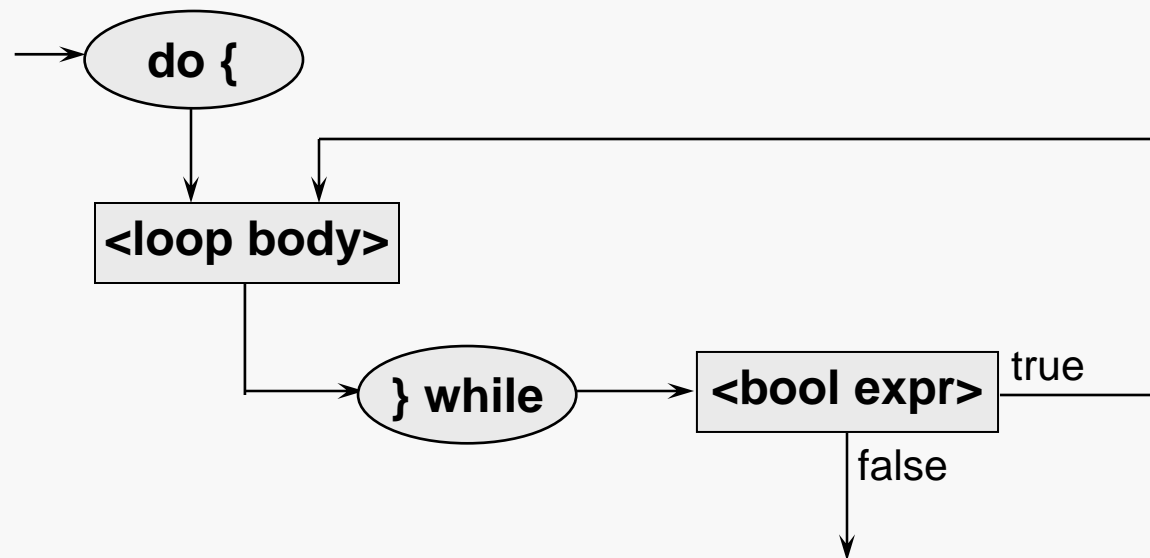 do {
<loop body>
} while
<bool expr>
true
false